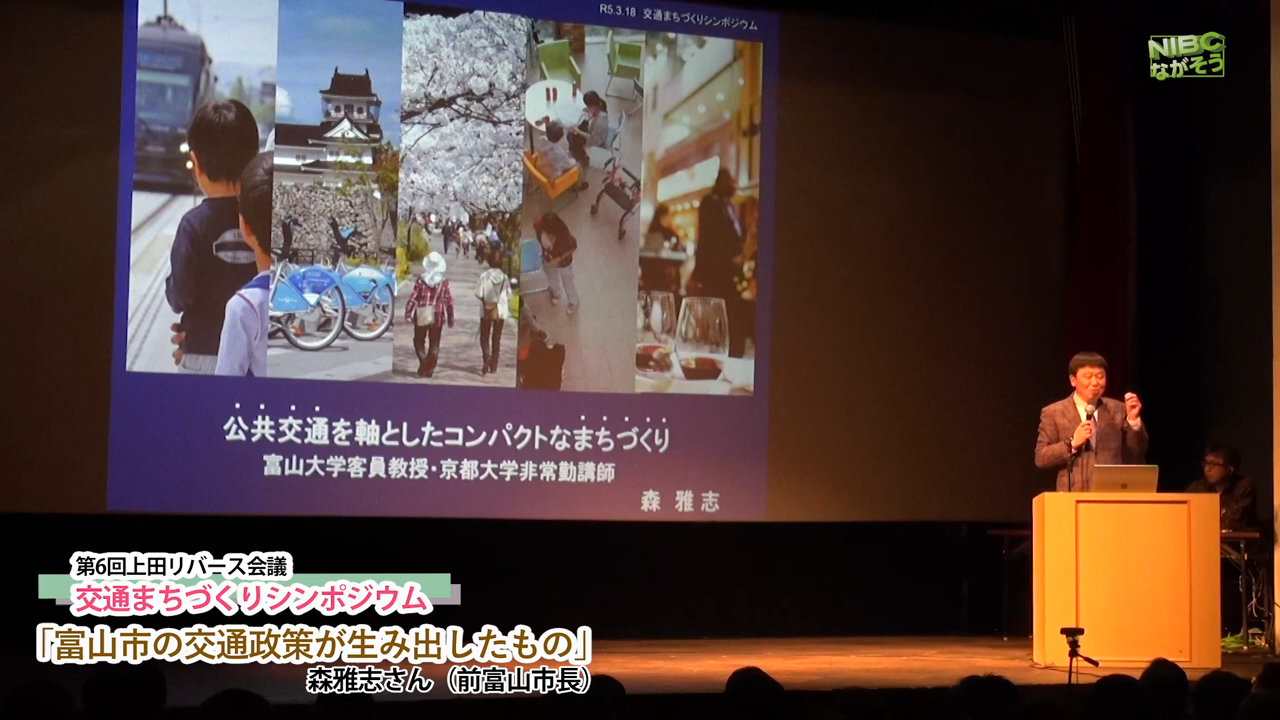 R5.3.18 交通まちづくりシンポジウム
NIBC
ながそう
公共交通を軸としたコンパクトなまちづくり
富山大学客員教授・京都大学非常勤講師
森 雅志
第6回上田リバース会議
交通まちづくりシンポジウム
「富山市の交通政策が生み出したもの」
森雅志さん（前富山市長）